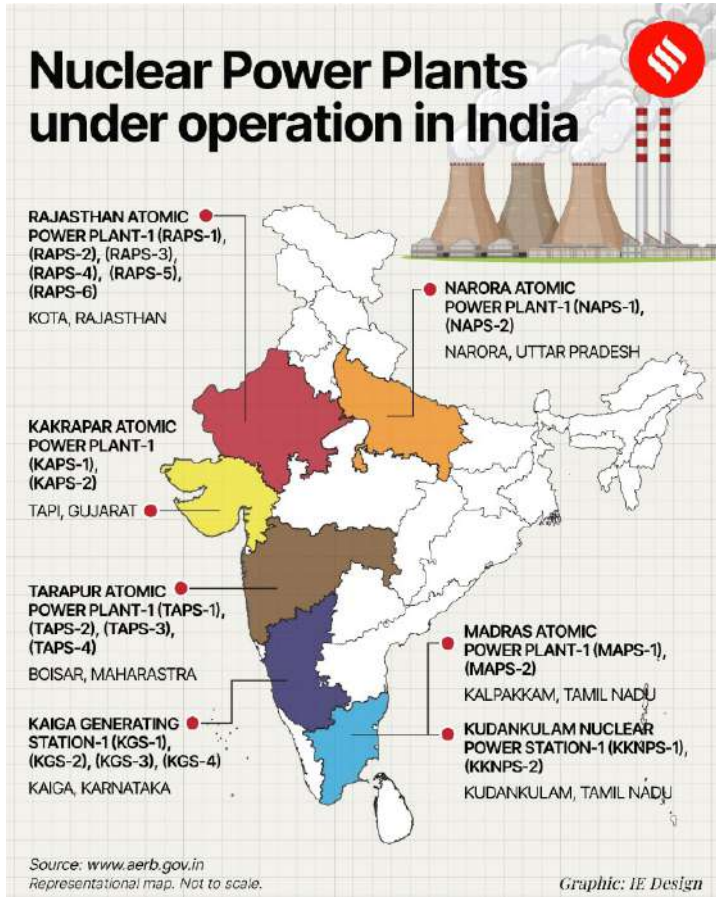 Nuclear Power Plants
under operation in India
RAJASTHAN ATOMIC
POWER PLANT-1 (RAPS-1),
(RAPS-2), (RAPS-3),
(RAPS-4), (RAPS-5),
(RAPS-6)
KOTA, RAJASTHAN
NARORA ATOMIC
POWER PLANT-1 (NAPS-1),
(NAPS-2)
NARORA, UTTAR PRADESH
KAKRAPAR ATOMIC
POWER PLANT-1
(KAPS-1),
(KAPS-2)
TAPI, GUJARAT
TARAPUR ATOMIC
POWER PLANT-1 (TAPS-1),
(TAPS-2), (TAPS-3),
(TAPS-4)
BOISAR, MAHARASTRA
KAIGA GENERATING
STATION-1 (KGS-1),
(KGS-2), (KGS-3), (KGS-4)
KAIGA, KARNATAKA
MADRAS ATOMIC
POWER PLANT-1 (MAPS-1),
(MAPS-2)
KALPAKKAM, TAMIL NADU
KUDANKULAM NUCLEAR
POWER STATION-1 (KKNPS-1),
(KKNPS-2)
KUDANKULAM, TAMIL NADU
Source: www.aerb.gov.in
Representational map. Not to scale.
Graphic: IE Design